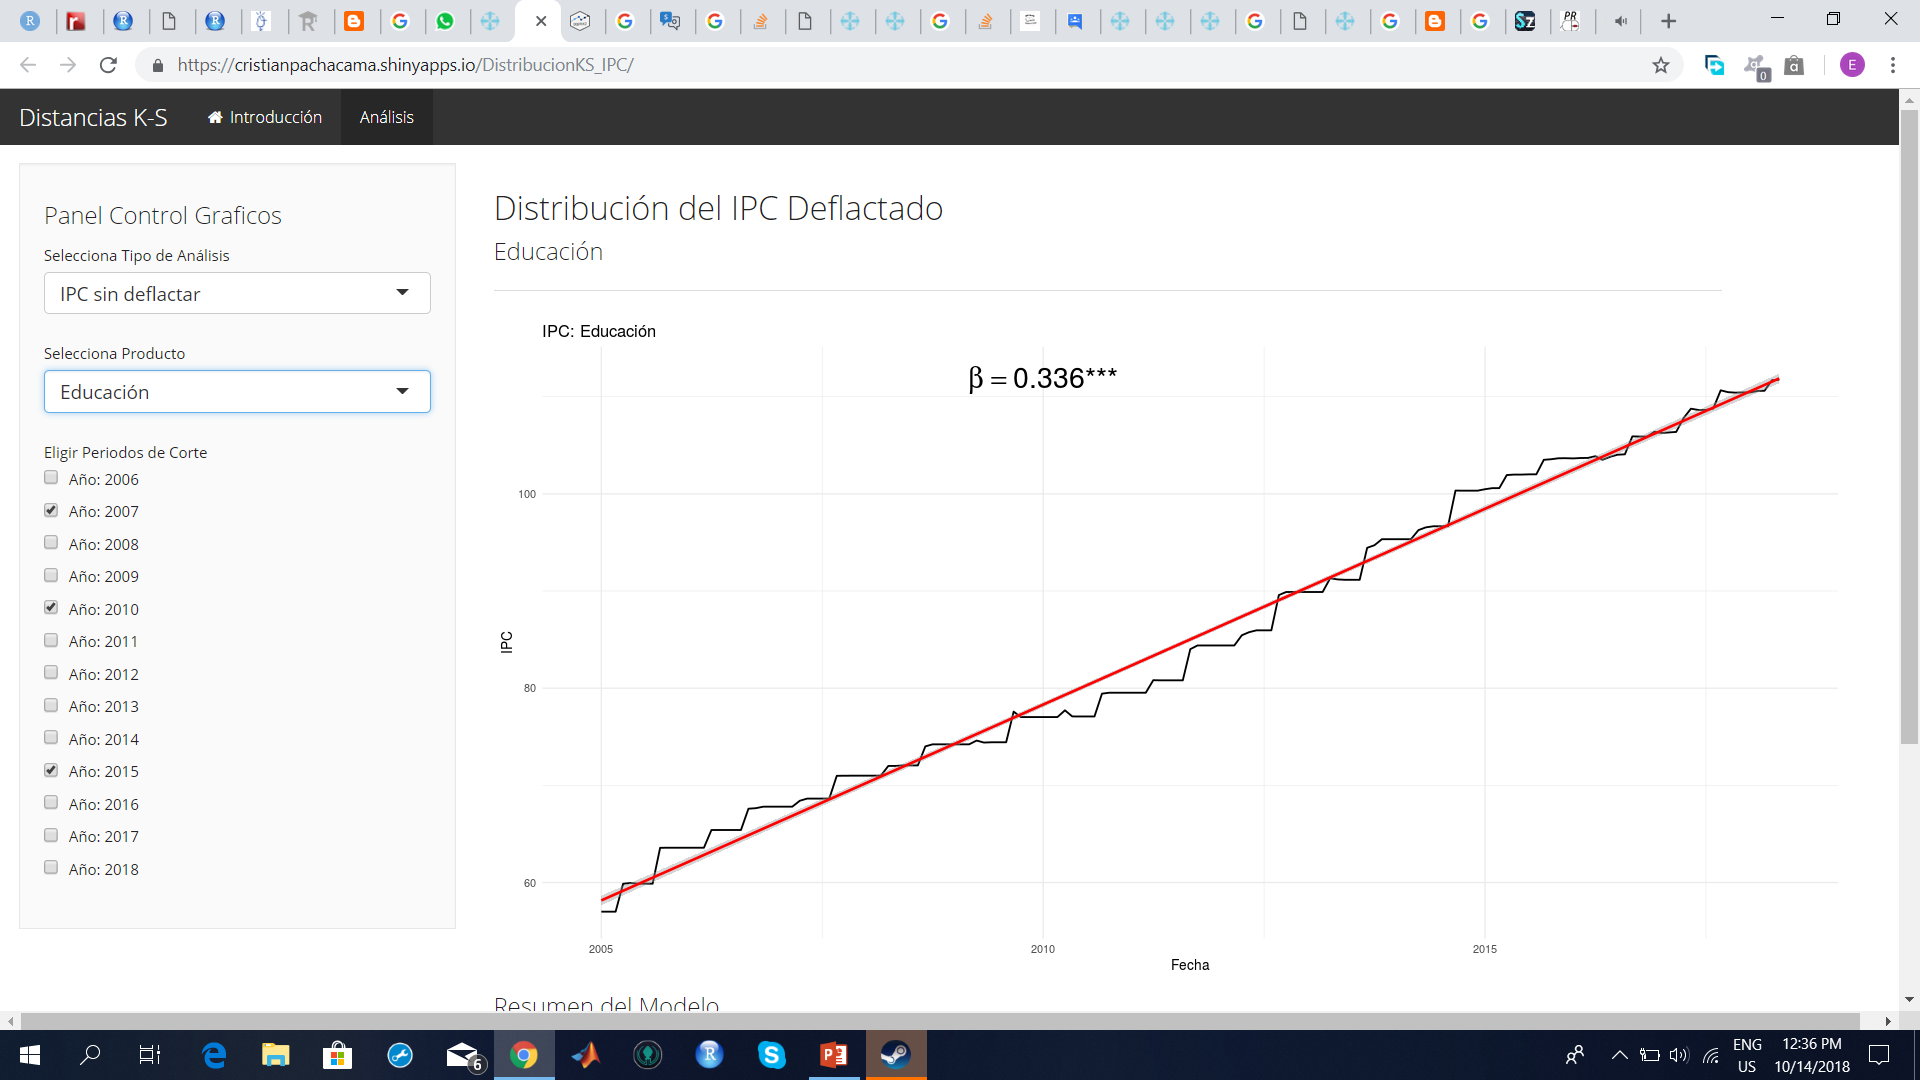 https://cristianpachacama.shinyapps.io/DistribucionKS_IPC/
0
E
Distancias K-S
Introducción
Análisis
Panel Control Graficos
Selecciona Tipo de Análisis
IPC sin deflactar
Selecciona Producto
Educación
Eligir Periodos de Corte
Año: 2006
Año: 2007
Año: 2008
Año: 2009
Año: 2010
Año: 2011
Año: 2012
Año: 2013
Año: 2014
Año: 2015
Año: 2016
Año: 2017
Año: 2018
Distribución del IPC Deflactado
Educación
IPC: Educación
β = 0.336***
100
80
60
IPC
2005
2010
2015
Fecha
Resumen del Modelo
6
ENG
US
12:36 PM
10/14/2018